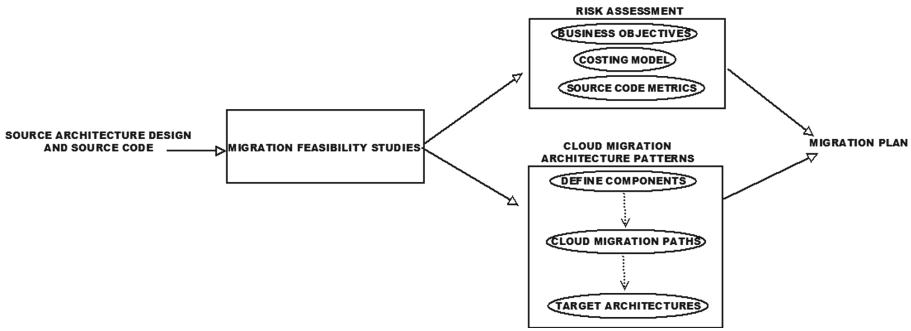 RISK ASSESSMENT
BUSINESS OBJECTIVES
COSTING MODEL
SOURCE CODE METRICS
SOURCE ARCHITECTURE DESIGN
AND SOURCE CODE
MIGRATION FEASIBILITY STUDIES
MIGRATION PLAN
CLOUD MIGRATION
ARCHITECTURE PATTERNS
DEFINE COMPONENTS
CLOUD MIGRATION PATHS
TARGET ARCHITECTURES